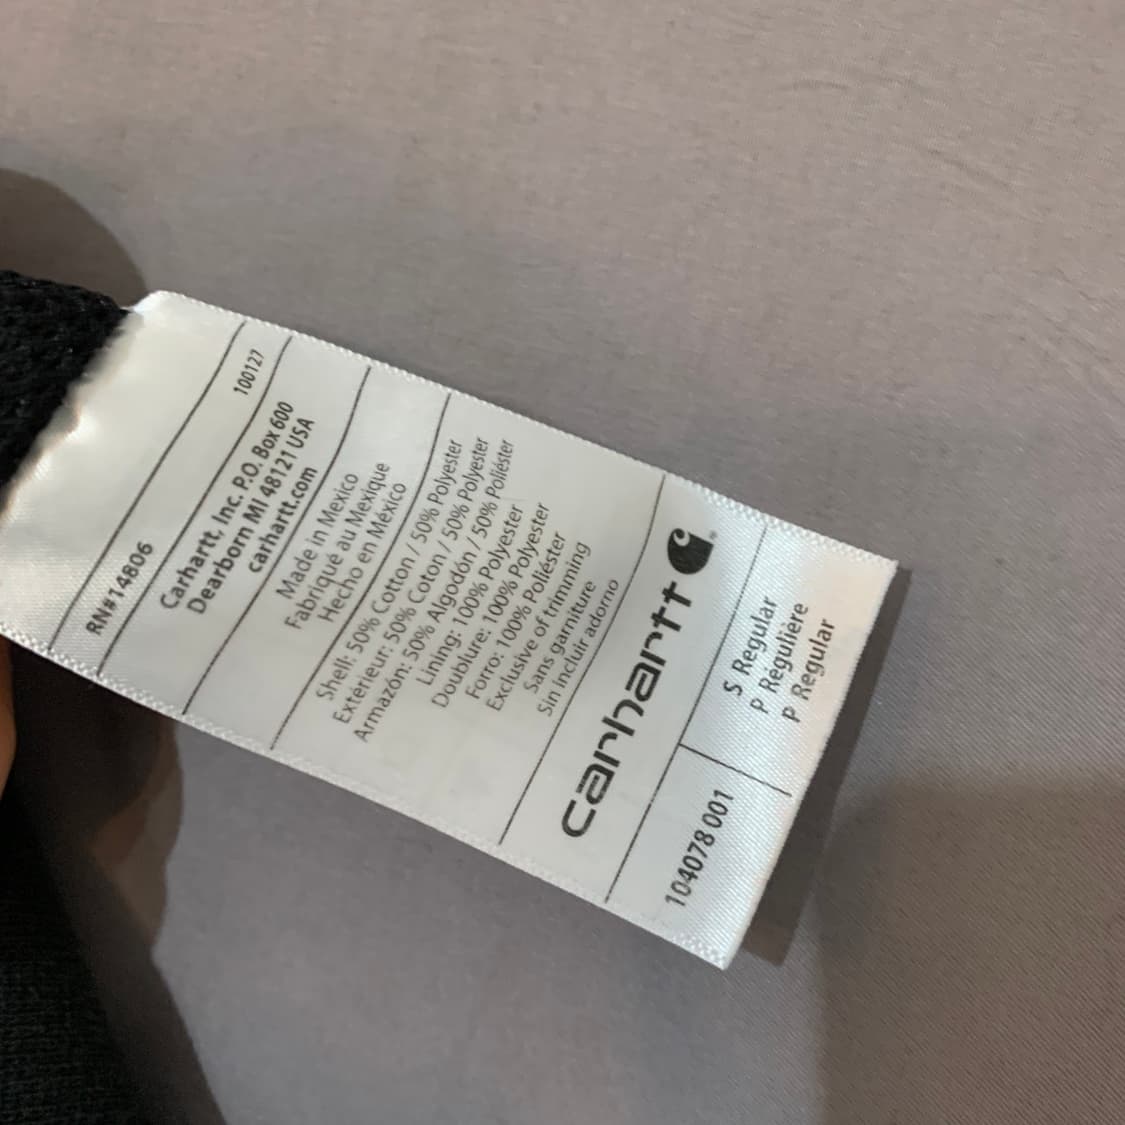 RN#14806 100127
Carhartt, Inc. P.O. Box 600
Dearborn MI 48121 USA
carhartt.com
Made in Mexico
Fabriqué au Mexique
Hecho en México
Shell: 50% Cotton / 50% Polyester
Extérieur: 50% Coton / 50% Polyester
Armazón: 50% Algodón / 50% Poliéster
Lining: 100% Polyester
Doublure: 100% Polyester
Forro: 100% Poliéster
Exclusive of trimming
Sans garniture
Sin incluir adorno
carhartt
104078 001
S Regular
P Régulière
P Regular